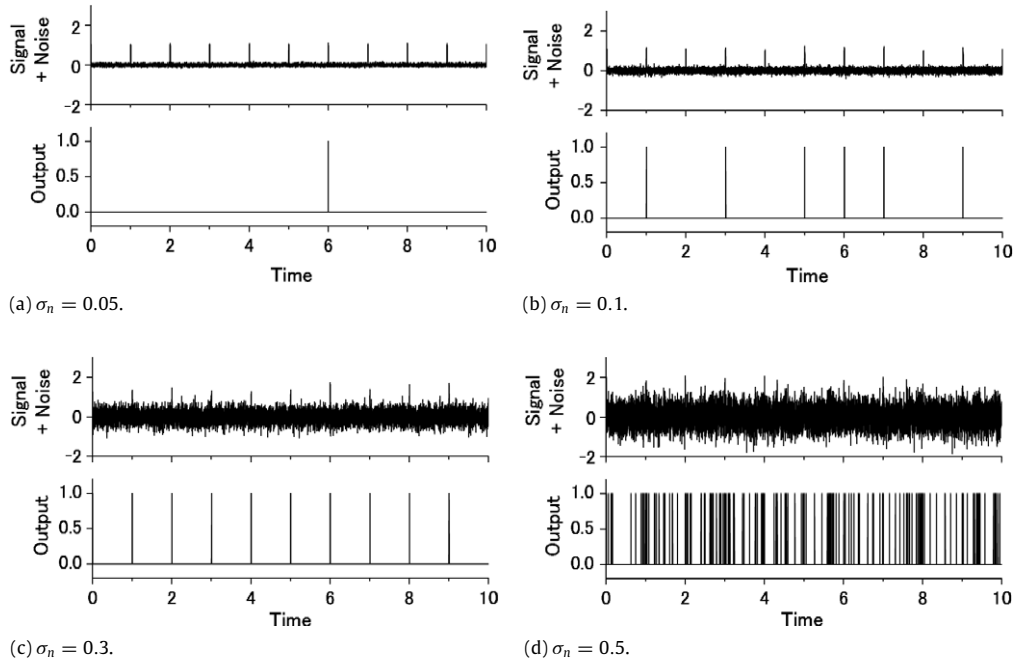 Signal
+ Noise
2
0
-2
Output
1.0
0.5
0.0
0 2 4 6 8 10
Time
(a) σn = 0.05.
Signal
+ Noise
2
0
-2
Output
1.0
0.5
0.0
0 2 4 6 8 10
Time
(b) σn = 0.1.
Signal
+ Noise
2
0
-2
Output
1.0
0.5
0.0
0 2 4 6 8 10
Time
(c) σn = 0.3.
Signal
+ Noise
2
0
-2
Output
1.0
0.5
0.0
0 2 4 6 8 10
Time
(d) σn = 0.5.